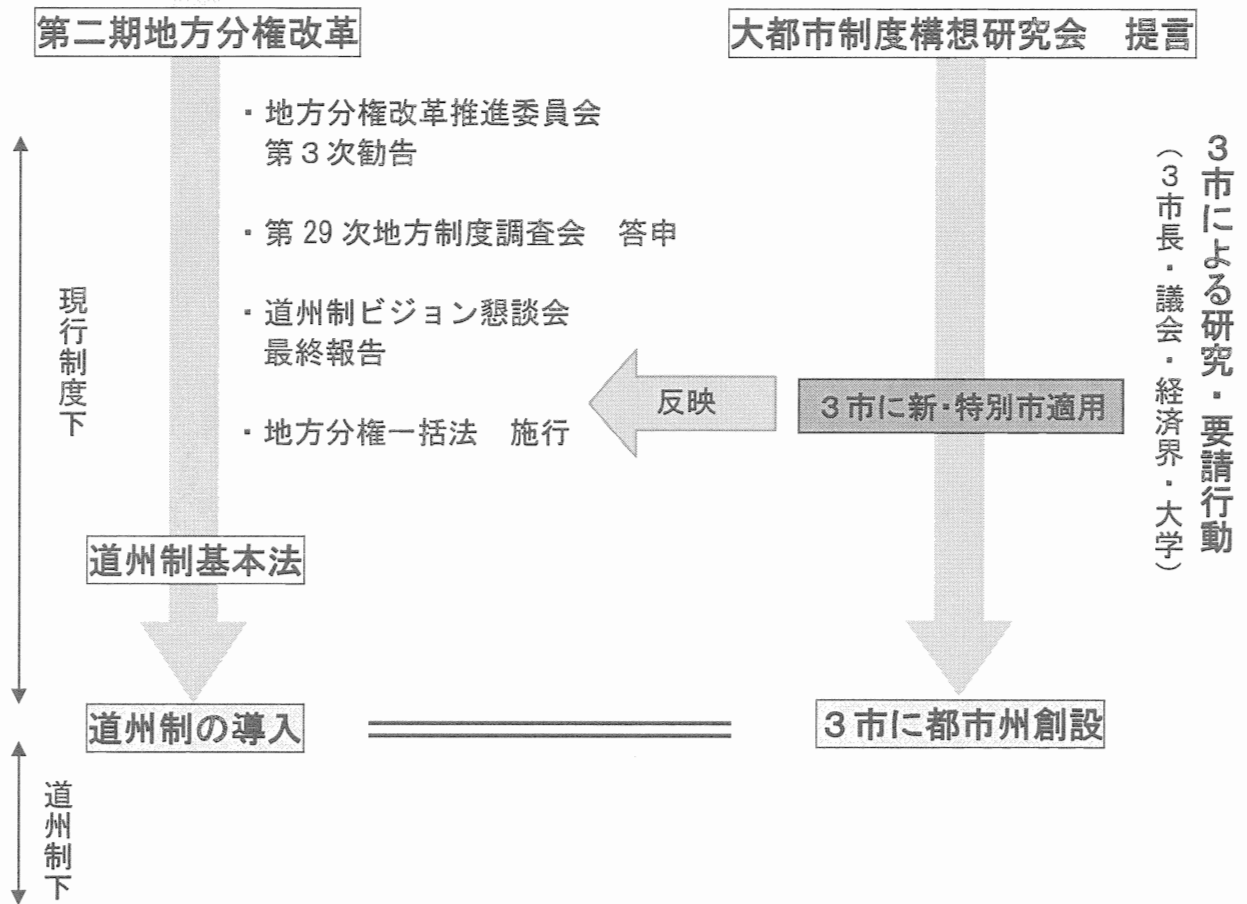 第二期地方分権改革
大都市制度構想研究会　提言
・地方分権改革推進委員会
第3次勧告
・第29次地方制度調査会　答申
・道州制ビジョン懇談会
最終報告
・地方分権一括法　施行
現行制度下
反映
3市に新・特別市適用
3市による研究・要請行動
（3市長・議会・経済界・大学）
道州制基本法
道州制の導入
3市に都市州創設
道州制下